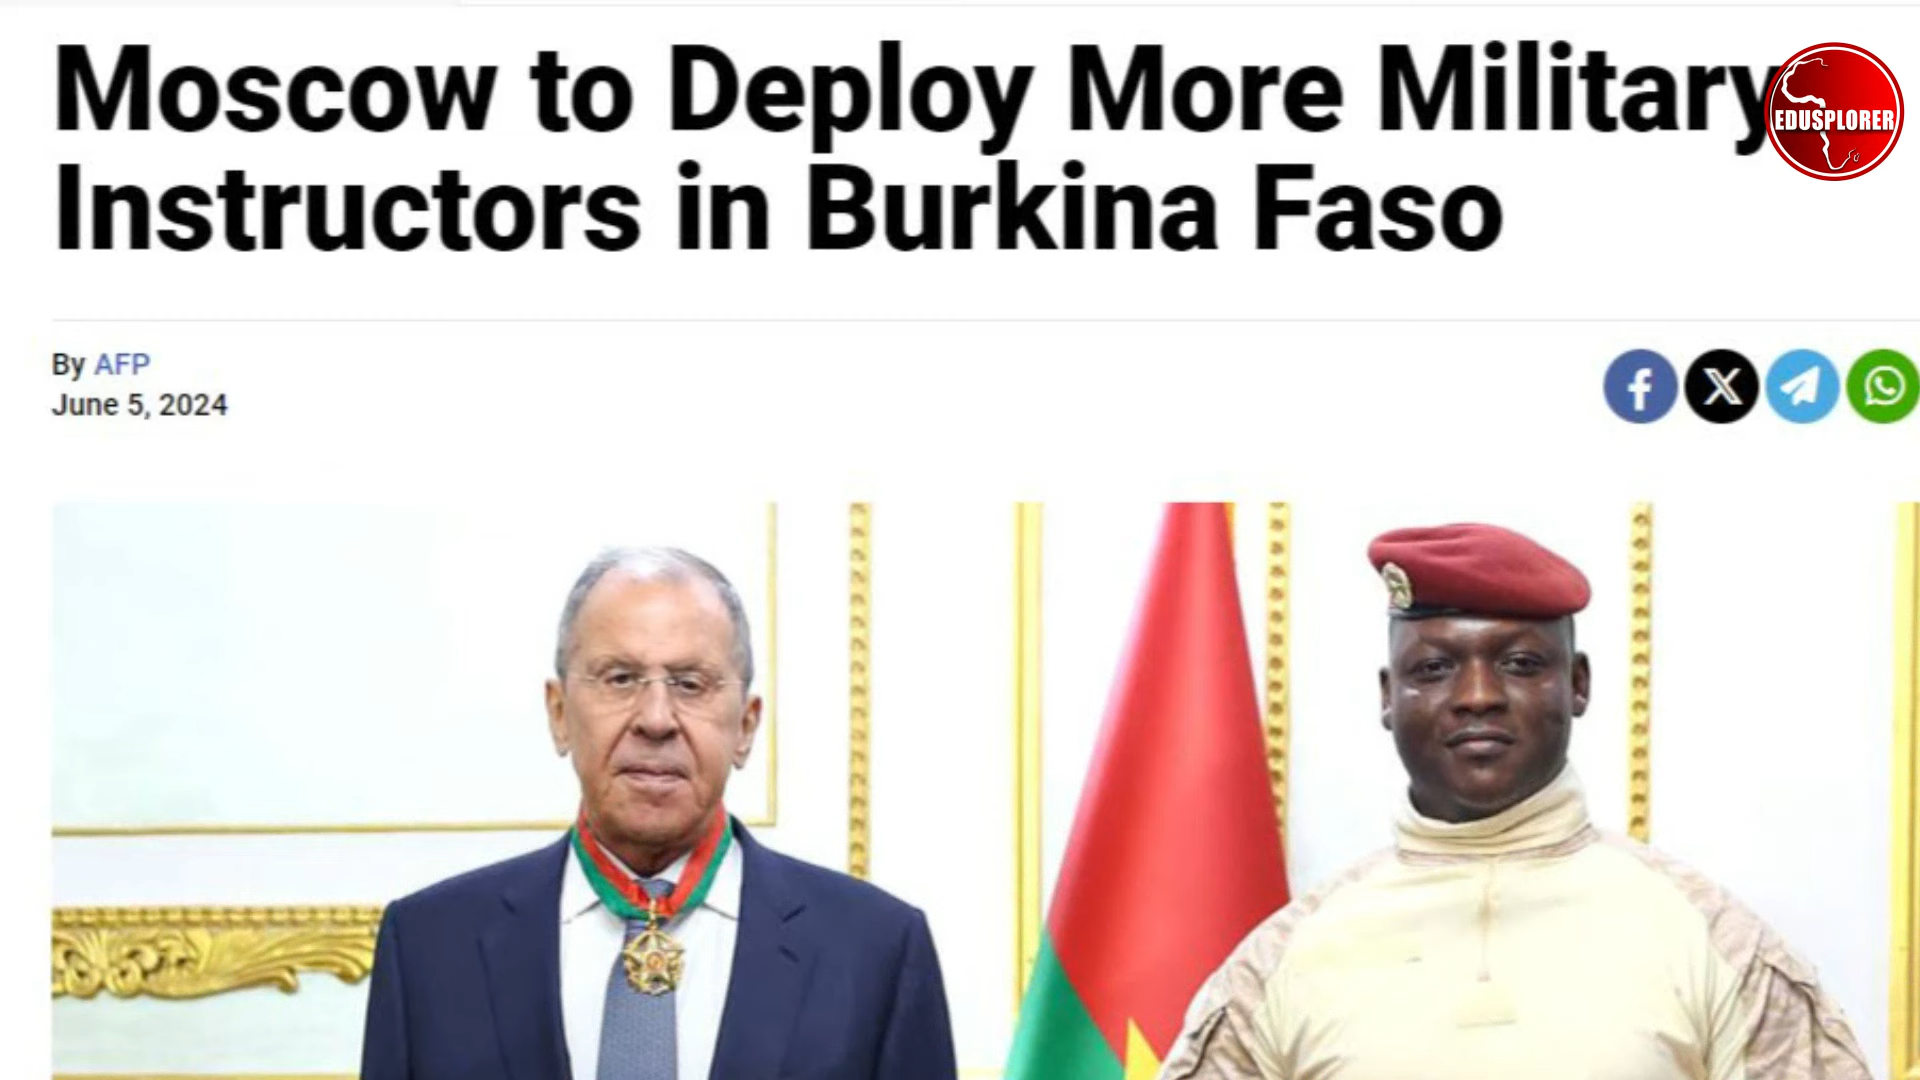 Moscow to Deploy More Military
Instructors in Burkina Faso
EDUSPLORER
By AFP
June 5, 2024